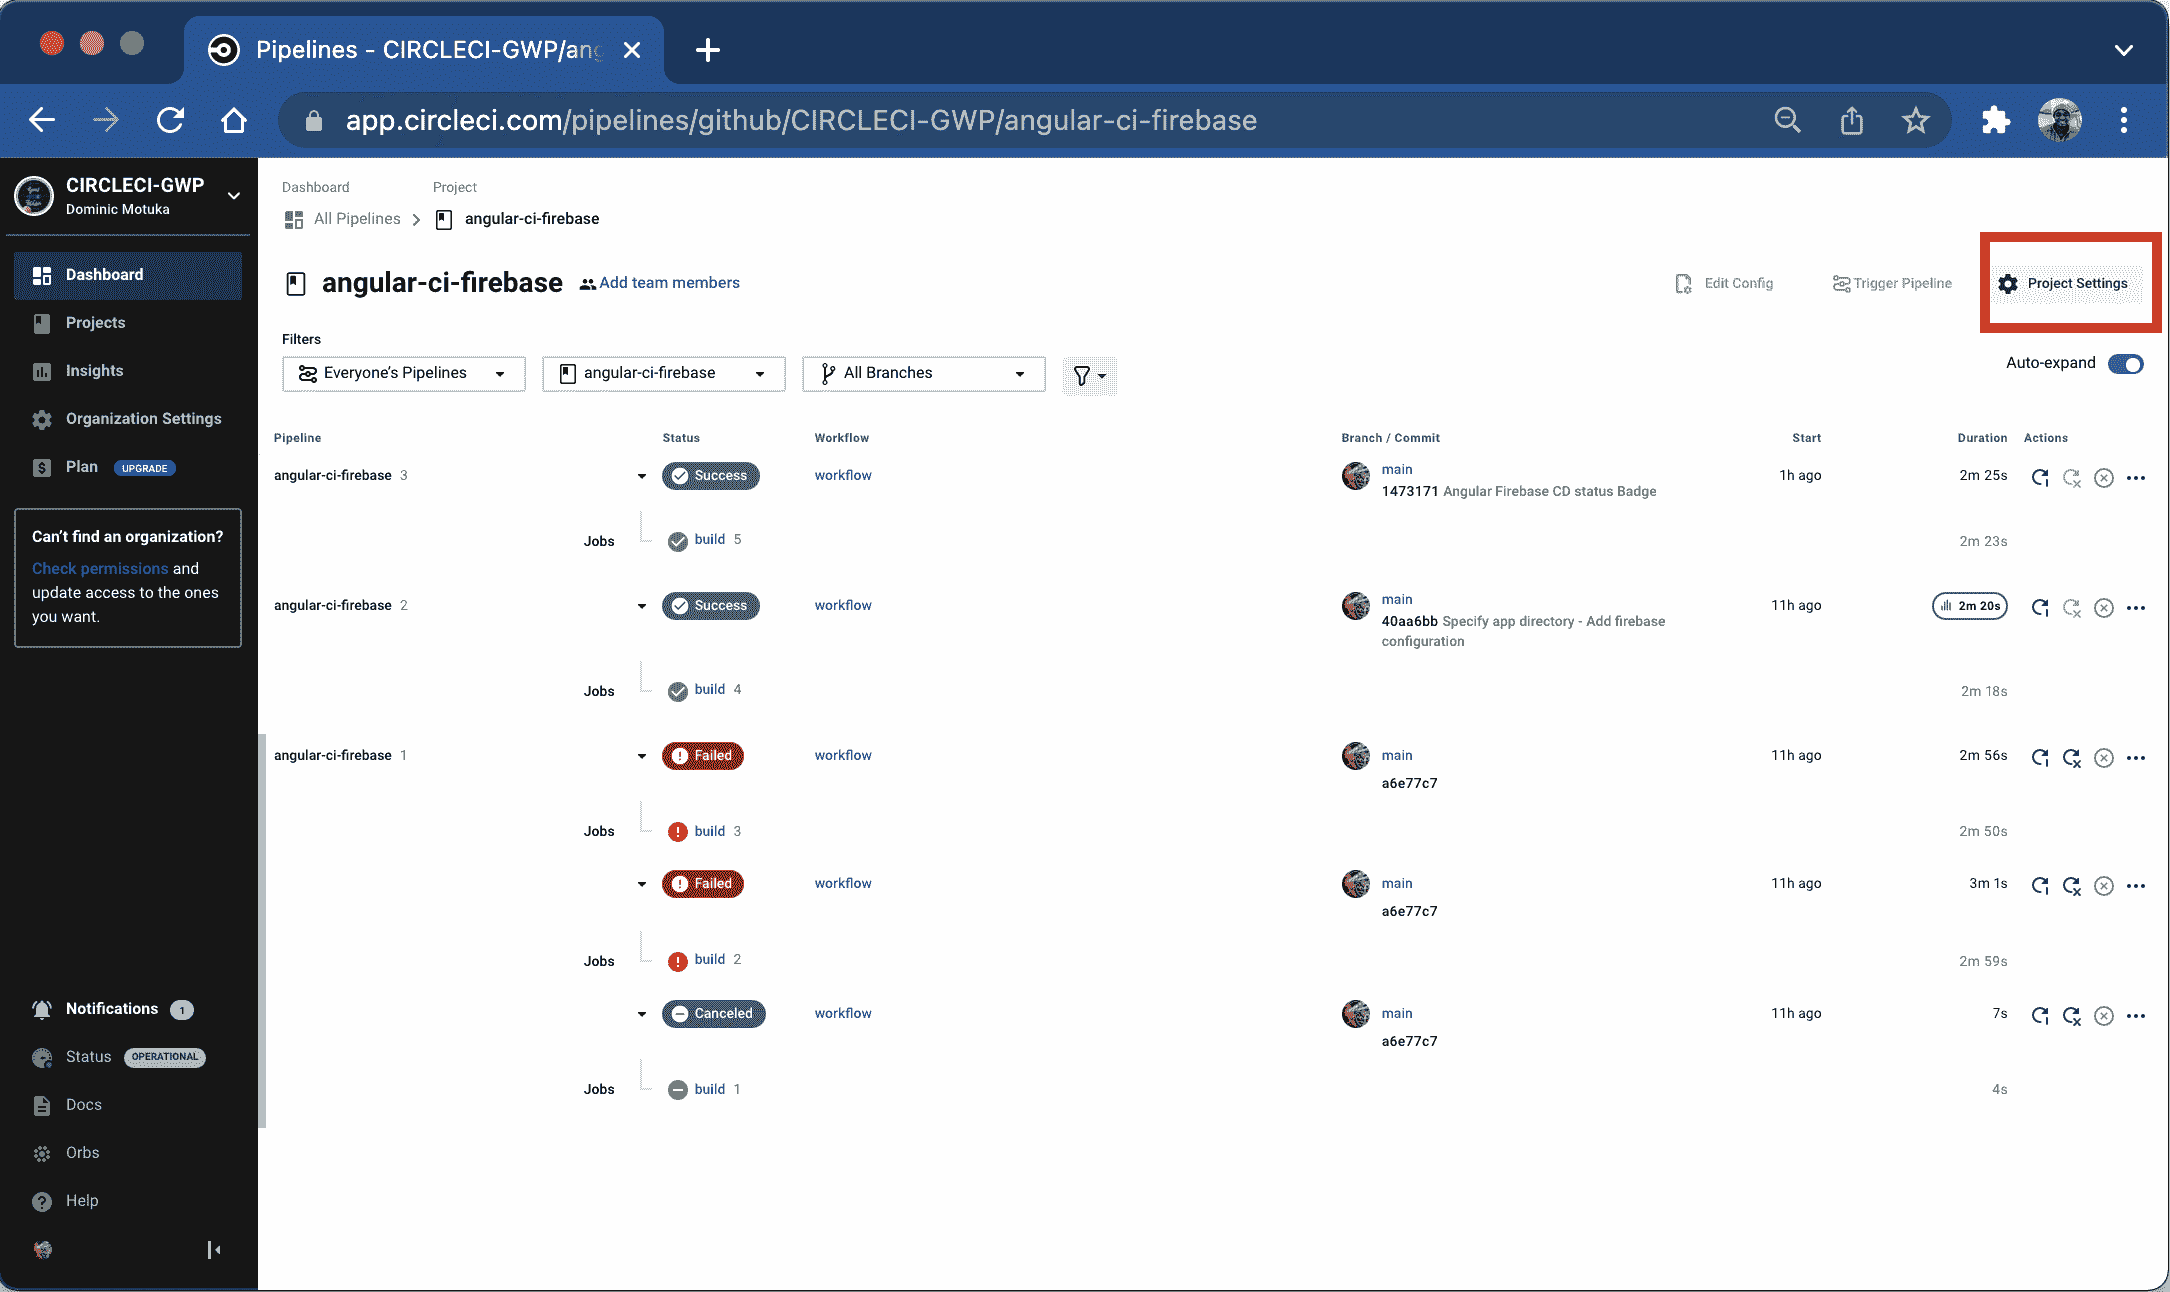 Pipelines - CIRCLECI-GWP/ang
app.circleci.com/pipelines/github/CIRCLECI-GWP/angular-ci-firebase
CIRCLECI-GWP
Dominic Motuka
Dashboard
Projects
Insights
Organization Settings
Plan UPGRADE
Can't find an organization?
Check permissions and
update access to the ones
you want.
Notifications 1
Status OPERATIONAL
Docs
Orbs
Help
Dashboard Project
All Pipelines angular-ci-firebase
angular-ci-firebase Add team members
Edit Config Trigger Pipeline Project Settings
Filters
Everyone's Pipelines angular-ci-firebase All Branches
Auto-expand
Pipeline Status Workflow Branch / Commit Start Duration Actions
angular-ci-firebase 3 Success workflow main 1h ago 2m 25s
1473171 Angular Firebase CD status Badge
Jobs build 5 2m 23s
angular-ci-firebase 2 Success workflow main 11h ago 2m 20s
40aa6bb Specify app directory - Add firebase
configuration
Jobs build 4 2m 18s
angular-ci-firebase 1 Failed workflow main 11h ago 2m 56s
a6e77c7
Jobs build 3 2m 50s
Failed workflow main 11h ago 3m 1s
a6e77c7
Jobs build 2 2m 59s
Canceled workflow main 11h ago 7s
a6e77c7
Jobs build 1 4s